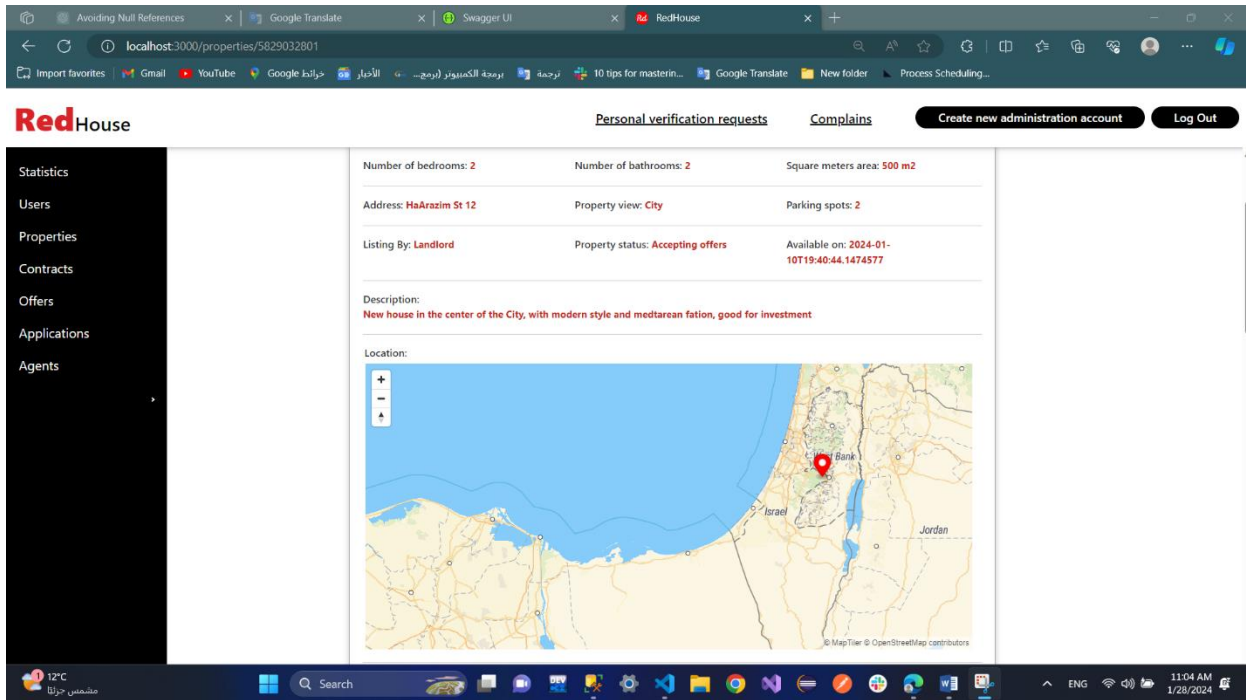 Avoiding Null References
Google Translate
Swagger UI
RedHouse
localhost:3000/properties/5829032801
Import favorites
Gmail
YouTube
خرائط Google
الأخبار
برمجة الكمبيوتر (برمج...
ترجمة
10 tips for masterin...
Google Translate
New folder
Process Scheduling...
RedHouse
Personal verification requests
Complains
Create new administration account
Log Out
Statistics
Users
Properties
Contracts
Offers
Applications
Agents
Number of bedrooms: 2
Number of bathrooms: 2
Square meters area: 500 m2
Address: HaArazim St 12
Property view: City
Parking spots: 2
Listing By: Landlord
Property status: Accepting offers
Available on: 2024-01-
10T19:40:44.1474577
Description:
New house in the center of the City, with modern style and medtarean fation, good for investment
Location:
West Bank
Israel
Jordan
© MapTiler © OpenStreetMap contributors
12°C
مشمس جزئيًا
Search
ENG
11:04 AM
1/28/2024